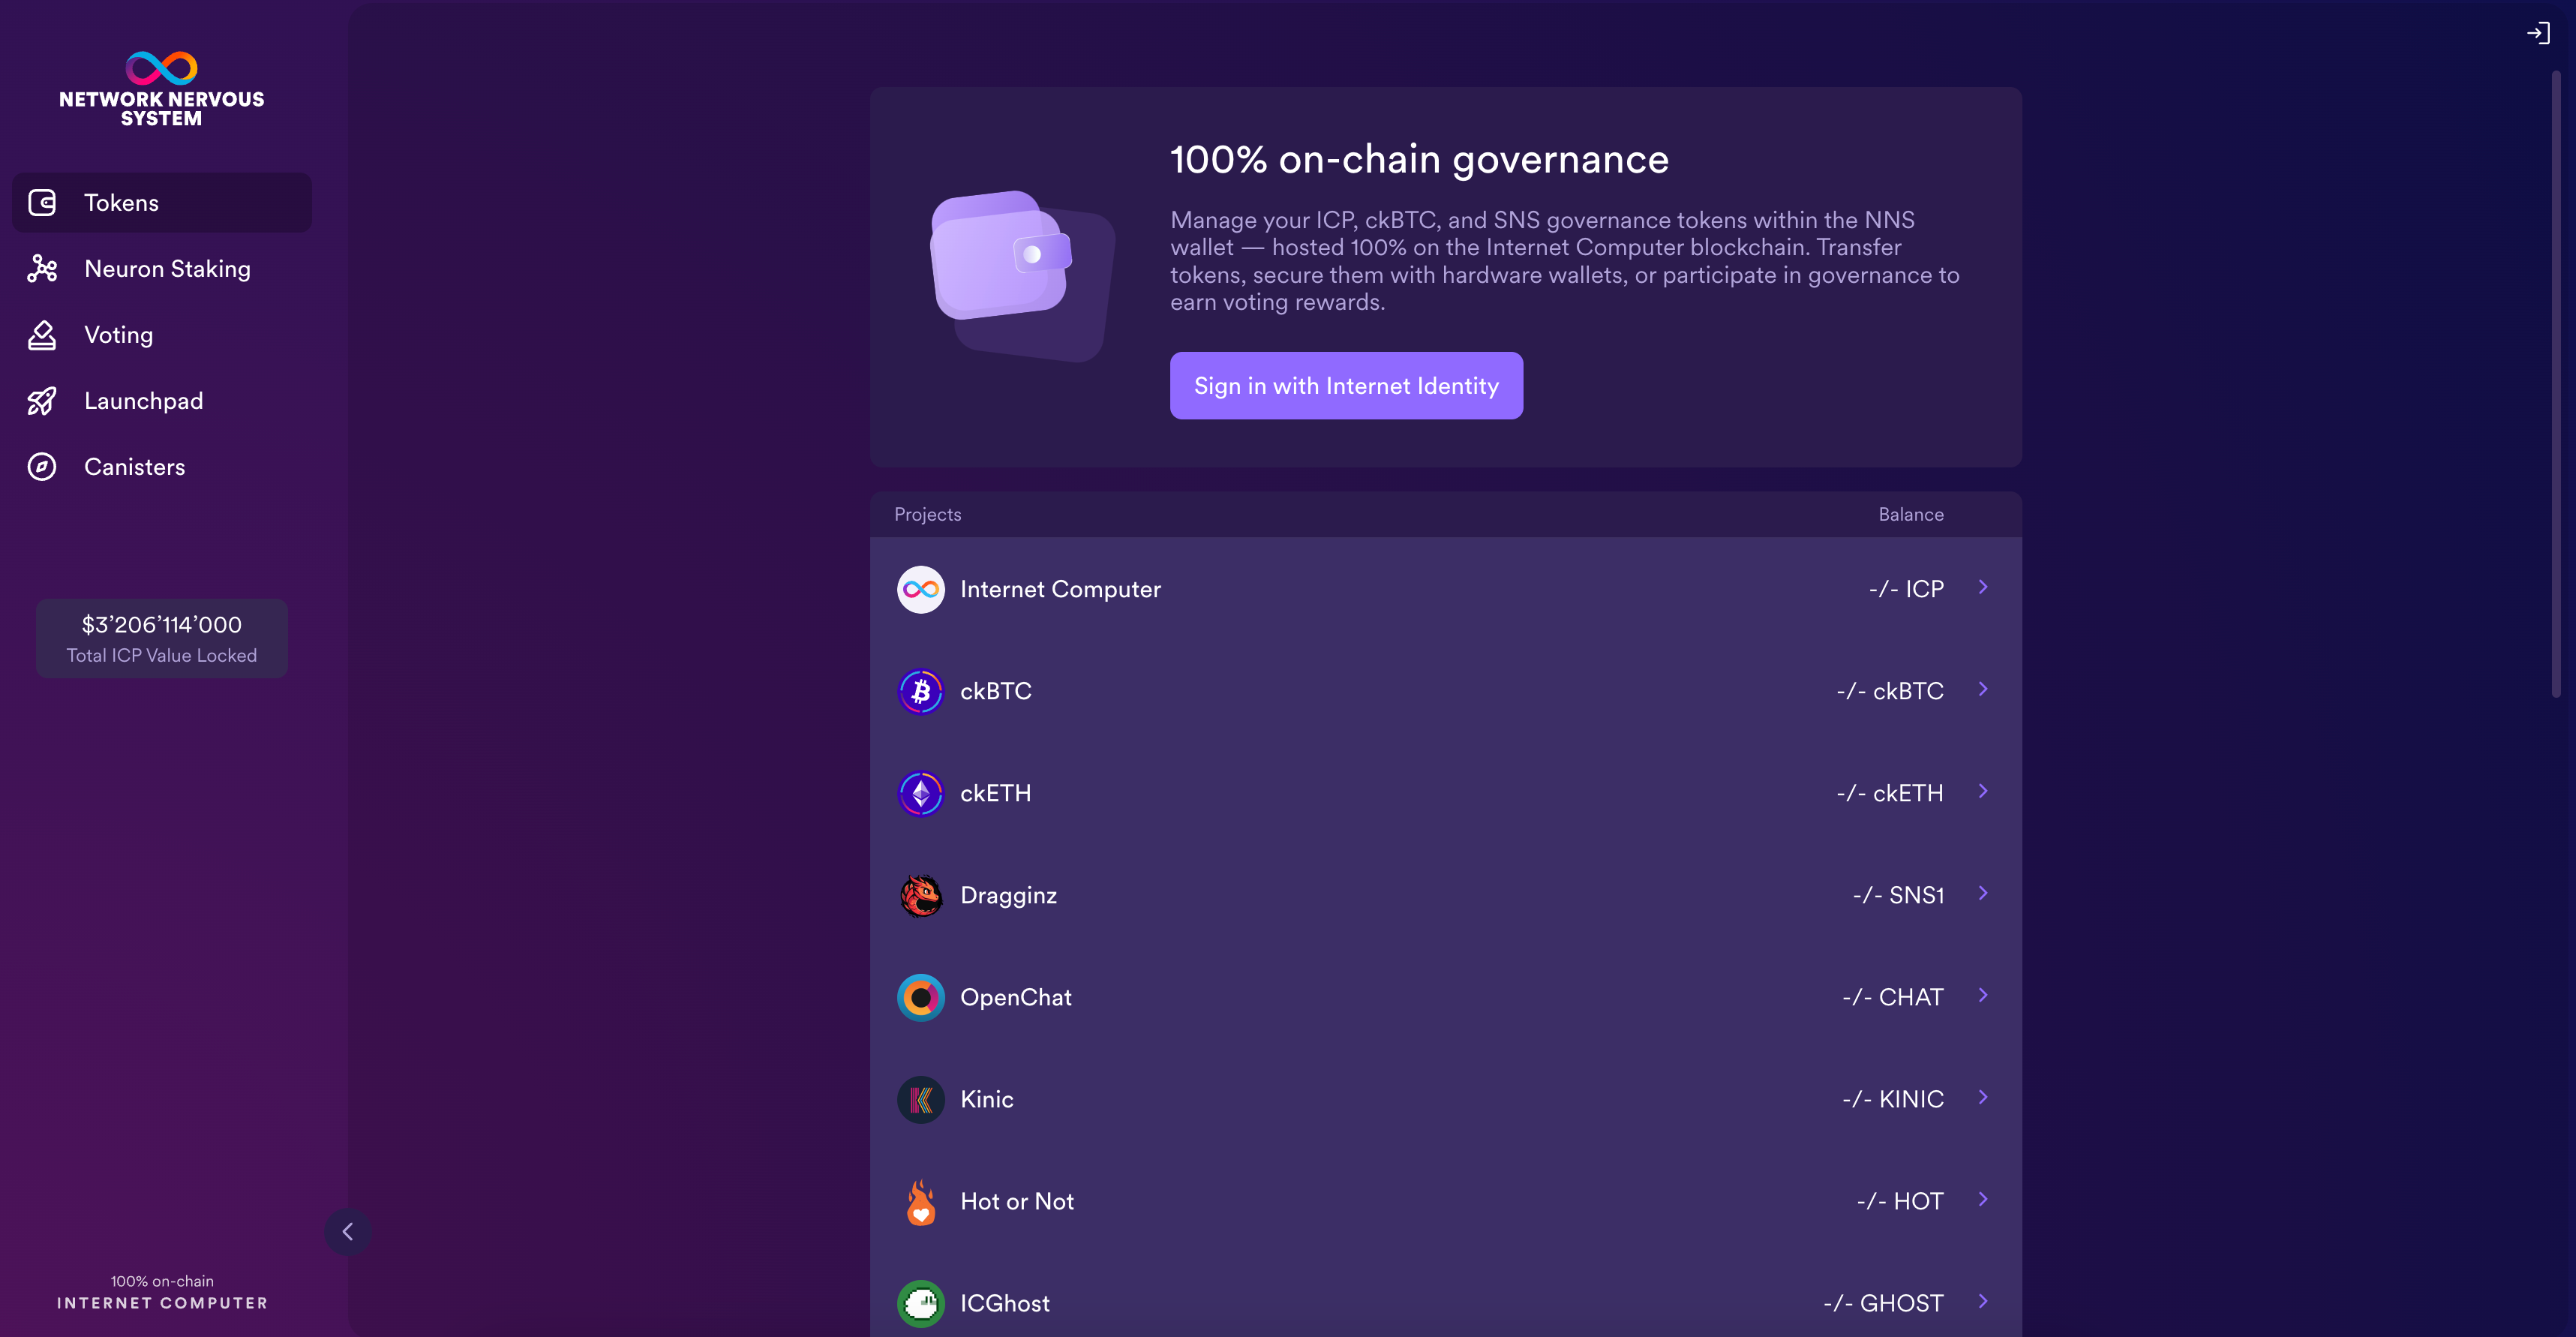 NETWORK NERVOUS
SYSTEM
Tokens
Neuron Staking
Voting
Launchpad
Canisters
$3’206’114’000
Total ICP Value Locked
100% on-chain
INTERNET COMPUTER
100% on-chain governance
Manage your ICP, ckBTC, and SNS governance tokens within the NNS
wallet — hosted 100% on the Internet Computer blockchain. Transfer
tokens, secure them with hardware wallets, or participate in governance to
earn voting rewards.
Sign in with Internet Identity
Projects Balance
Internet Computer -/- ICP
ckBTC -/- ckBTC
ckETH -/- ckETH
Dragginz -/- SNS1
OpenChat -/- CHAT
Kinic -/- KINIC
Hot or Not -/- HOT
ICGhost -/- GHOST